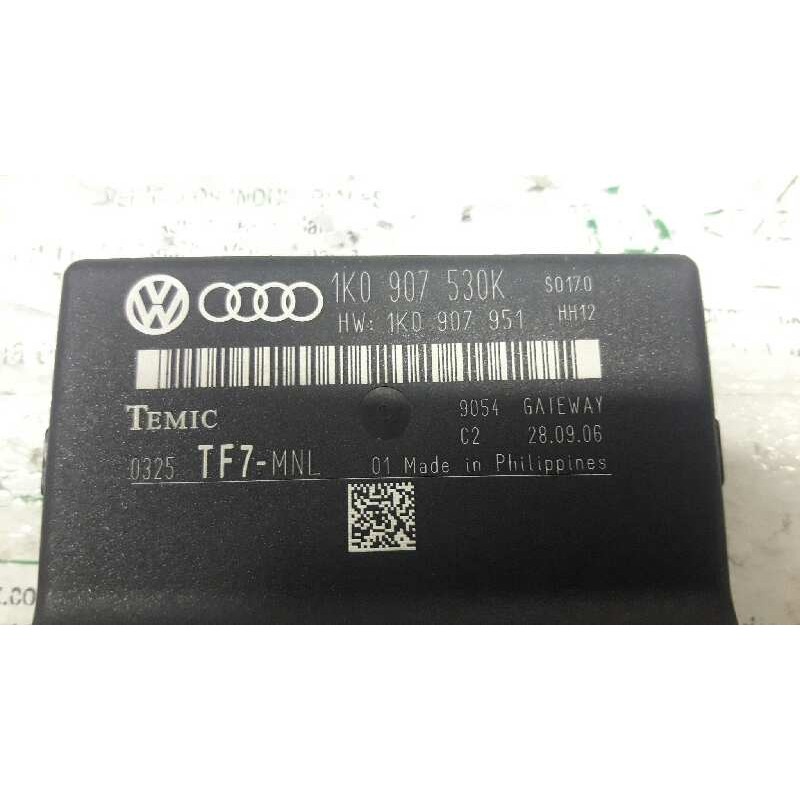 1K0 907 530K S0170
HW: 1K0 907 951 HH12
TEMIC 9054 GATEWAY
C2 28.09.06
0325 TF7-MNL 01 Made in Philippines